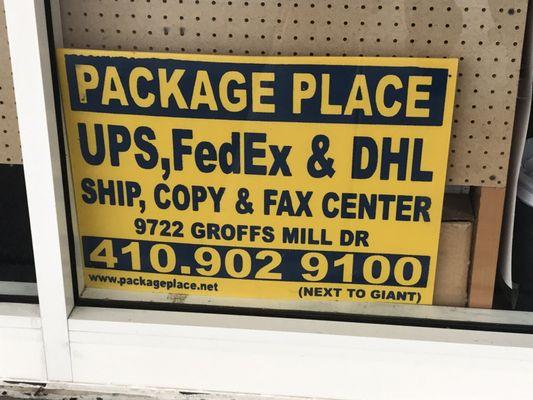 PACKAGE PLACE
UPS, FedEx & DHL
SHIP, COPY & FAX CENTER
9722 GROFFS MILL DR
410.902 9100
www.packageplace.net
(NEXT TO GIANT)